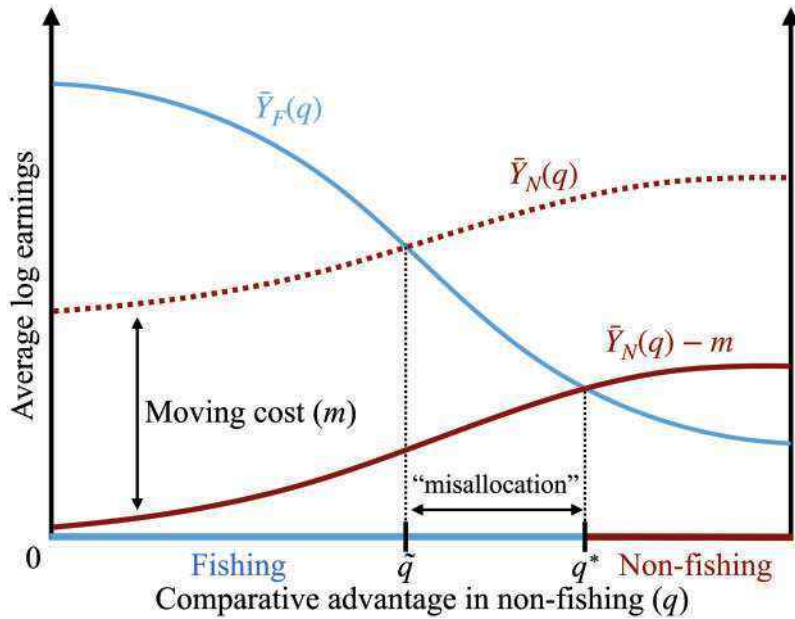 Ȳ_F(q)
Ȳ_N(q)
Average log earnings
Ȳ_N(q) − m
Moving cost (m)
“misallocation”
0
Fishing
q̃
q*
Non-fishing
Comparative advantage in non-fishing (q)